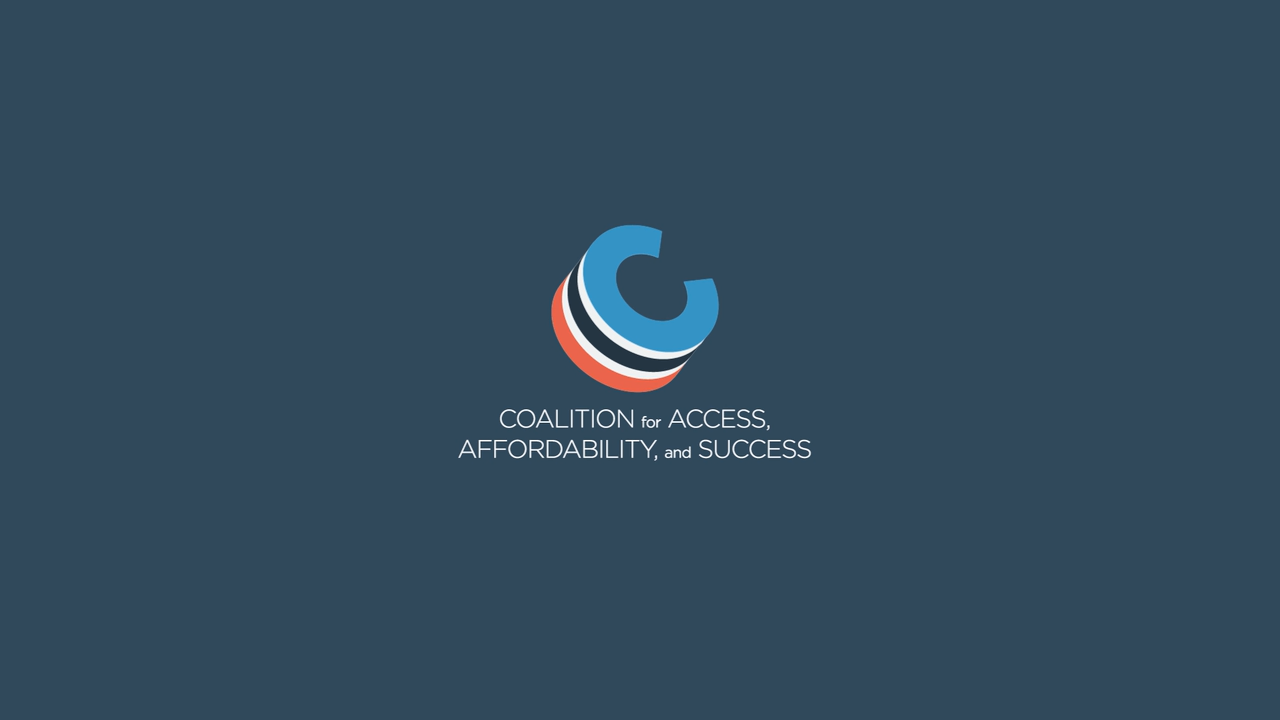 COALITION for ACCESS,
AFFORDABILITY, and SUCCESS